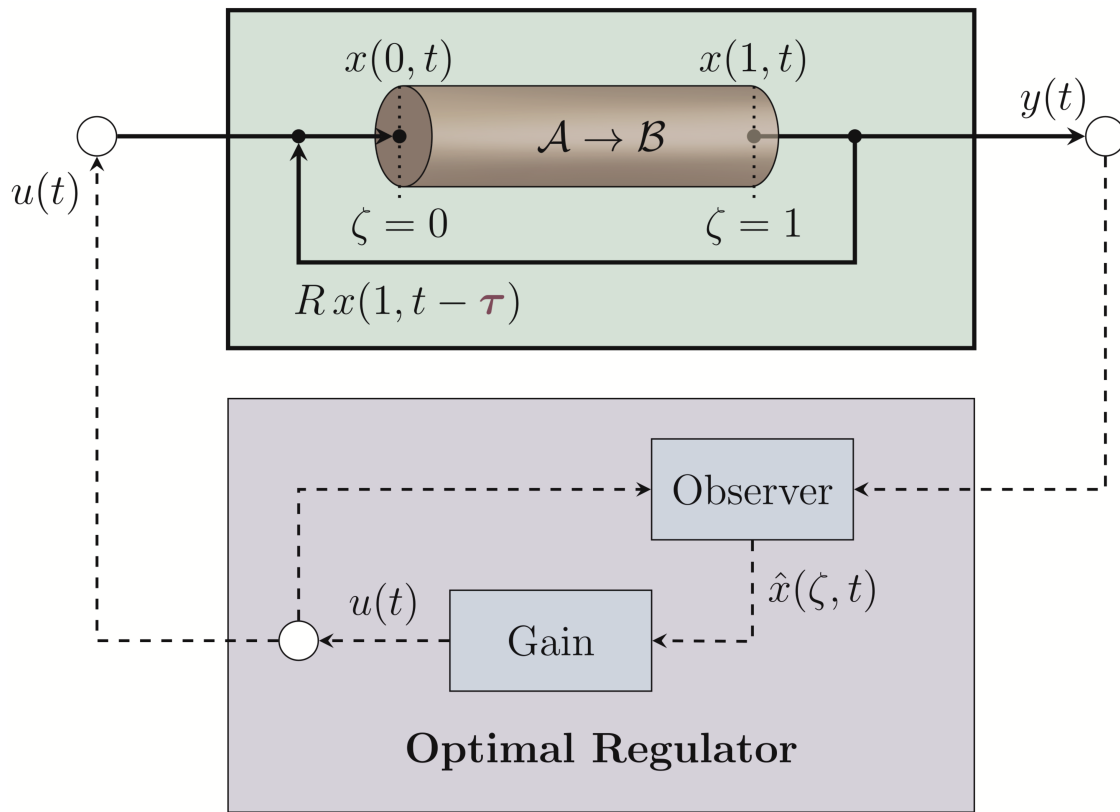 x(0, t)
x(1, t)
y(t)
𝒜 → ℬ
u(t)
ζ = 0
ζ = 1
R x(1, t − τ)
Observer
x̂(ζ, t)
u(t)
Gain
Optimal Regulator